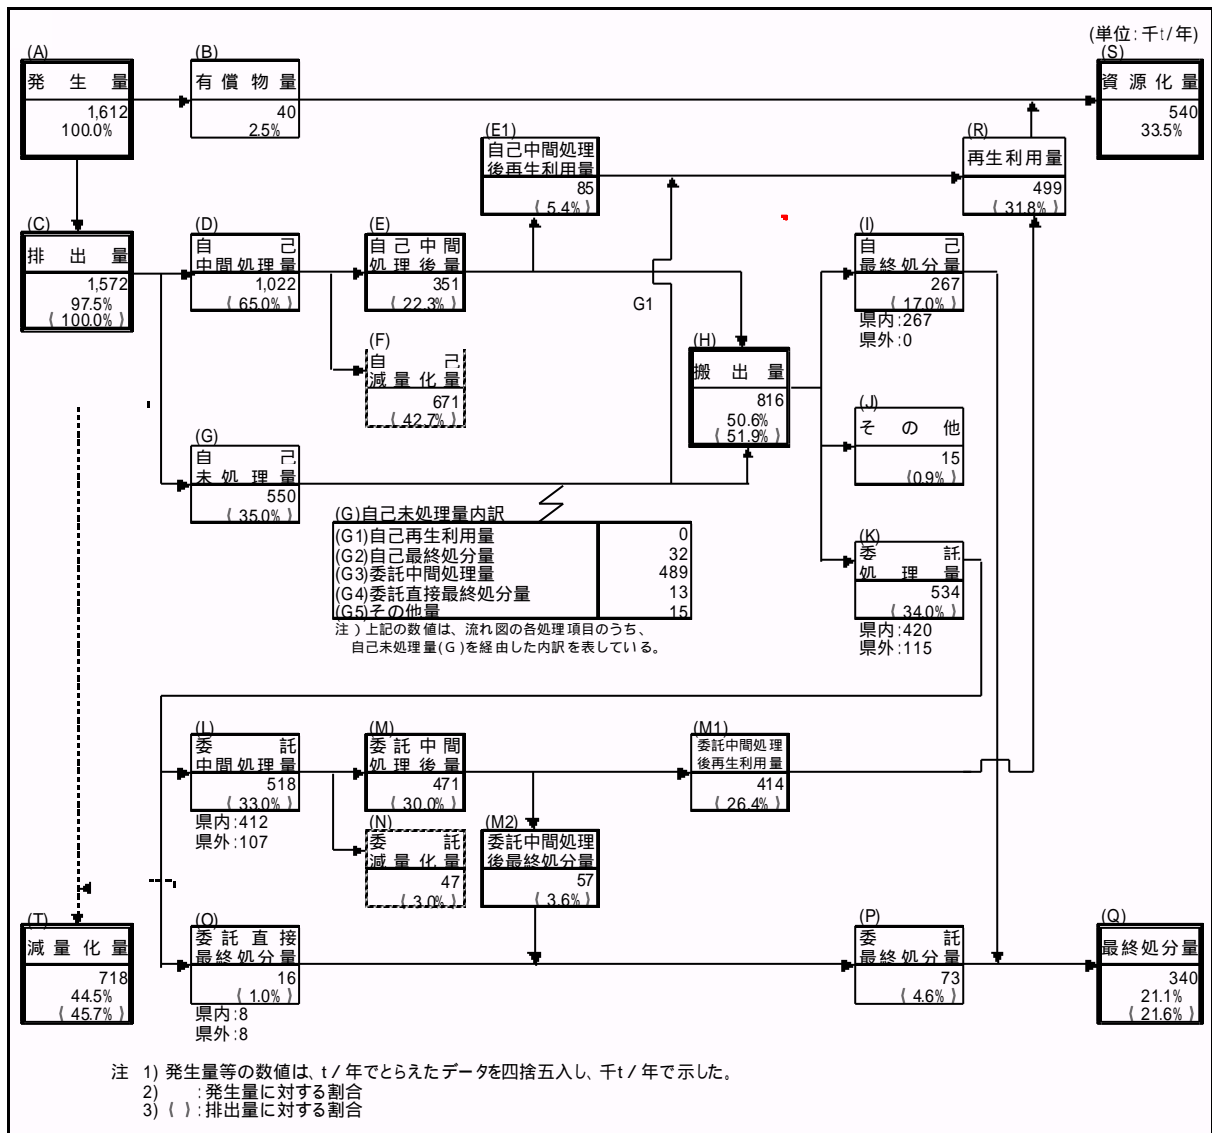 (単位:千t/年)
(A)
発生量
1,612
100.0%
(B)
有償物量
40
2.5%
(S)
資源化量
540
33.5%
(E1)
自己中間処理
後再生利用量
85
( 5.4% )
(R)
再生利用量
499
( 31.8% )
(C)
排出量
1,572
97.5%
( 100.0% )
(D)
自己
中間処理量
1,022
( 65.0% )
(E)
自己中間
処理後量
351
( 22.3% )
G1
(I)
自己
最終処分量
267
( 17.0% )
県内:267
県外:0
(F)
自己
減量化量
671
( 42.7% )
(H)
搬出量
816
50.6%
( 51.9% )
(J)
その他
15
( 0.9% )
(G)
自己
未処理量
550
( 35.0% )
(G)自己未処理量内訳
(G1)自己再生利用量 0
(G2)自己最終処分量 32
(G3)委託中間処理量 489
(G4)委託直接最終処分量 13
(G5)その他量 15
注)上記の数値は、流れ図の各処理項目のうち、
自己未処理量(G)を経由した内訳を表している。
(K)
委託
処理量
534
( 34.0% )
県内:420
県外:115
(L)
委託
中間処理量
518
( 33.0% )
県内:412
県外:107
(M)
委託中間
処理後量
471
( 30.0% )
(M1)
委託中間処理
後再生利用量
414
( 26.4% )
(N)
委託
減量化量
47
( 3.0% )
(M2)
委託中間処理
後最終処分量
57
( 3.6% )
(T)
減量化量
718
44.5%
( 45.7% )
(O)
委託直接
最終処分量
16
( 1.0% )
県内:8
県外:8
(P)
委託
最終処分量
73
( 4.6% )
(Q)
最終処分量
340
21.1%
( 21.6% )
注 1) 発生量等の数値は、t/年でとらえたデータを四捨五入し、千t/年で示した。
2) :発生量に対する割合
3) ( ):排出量に対する割合